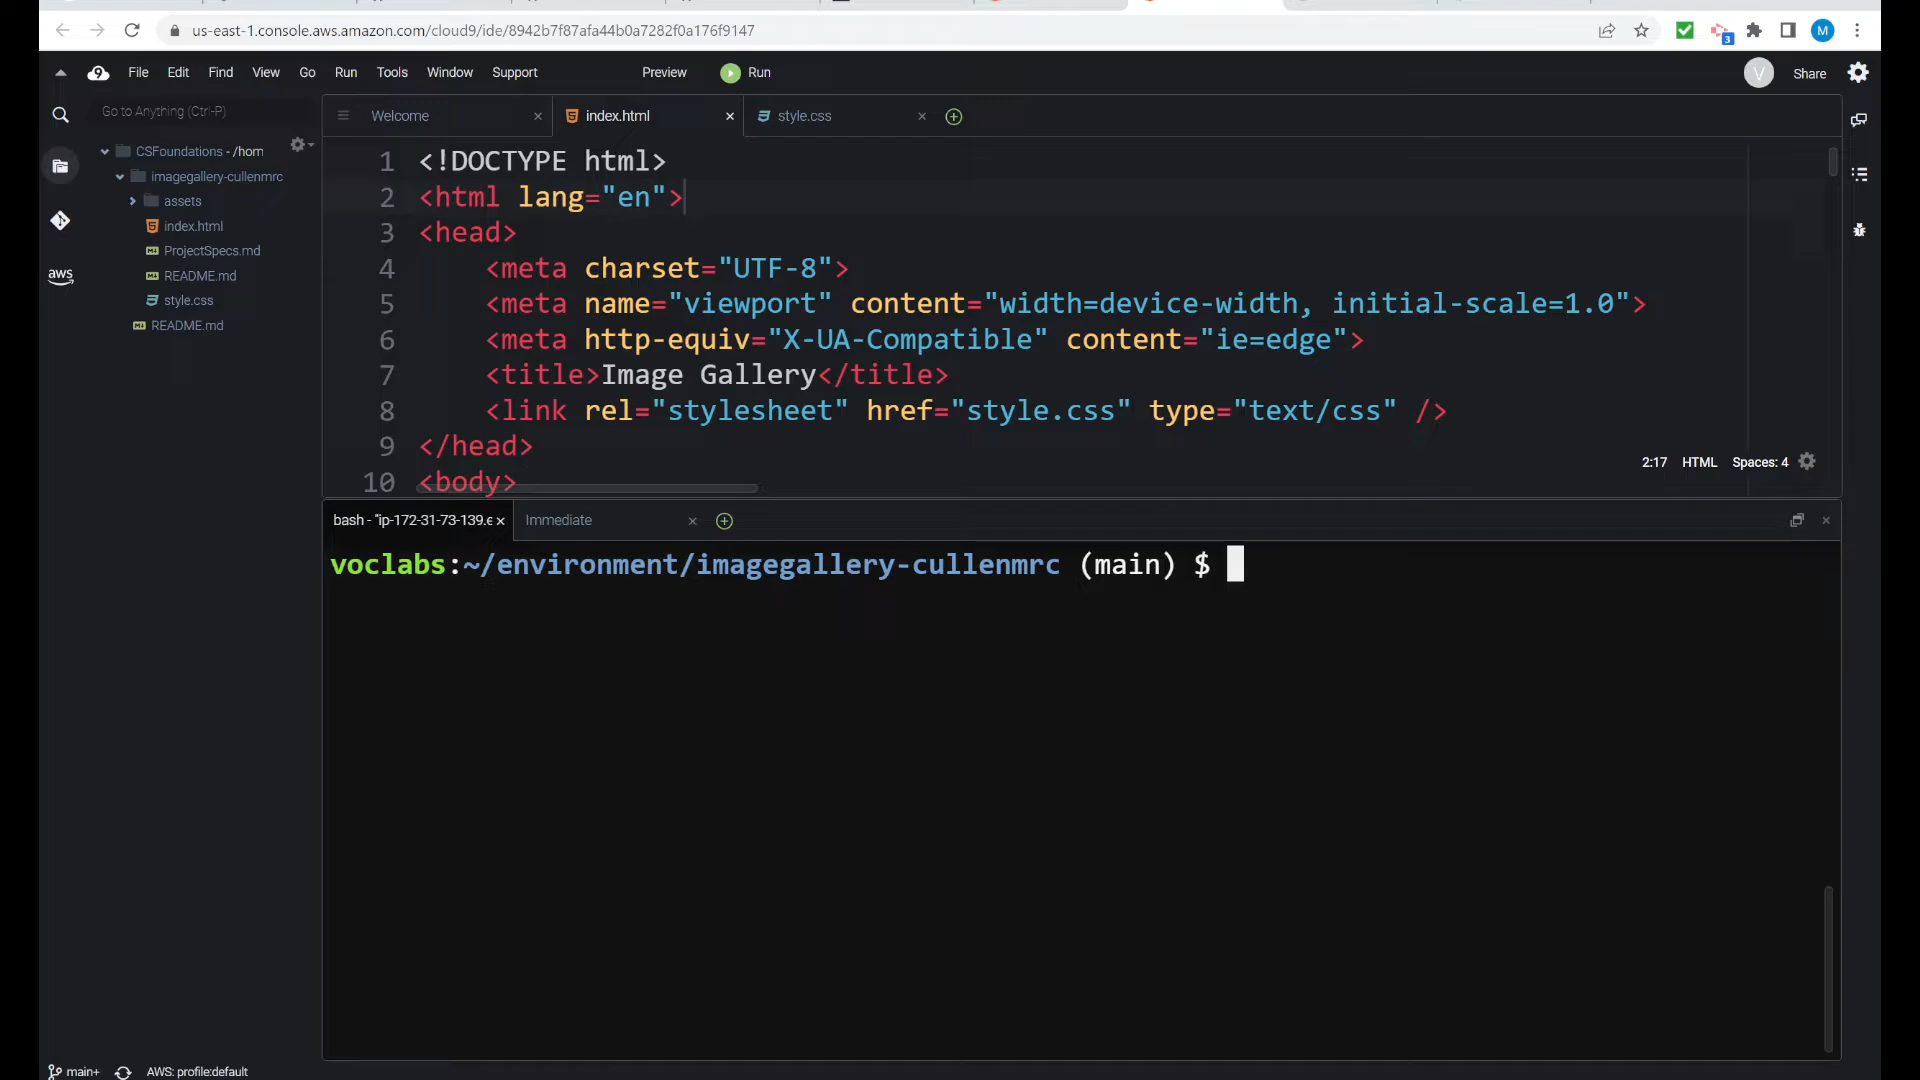 us-east-1.console.aws.amazon.com/cloud9/ide/8942b7f87afa44b0a7282f0a176f9147
3
M
9 File Edit Find View Go Run Tools Window Support Preview Run V Share
Go to Anything (Ctrl-P)
Welcome index.html style.css
CSFoundations - /hom
imagegallery-cullenmrc
assets
index.html
ProjectSpecs.md
README.md
style.css
README.md
aws
1 <!DOCTYPE html>
2 <html lang="en">
3 <head>
4 <meta charset="UTF-8">
5 <meta name="viewport" content="width=device-width, initial-scale=1.0">
6 <meta http-equiv="X-UA-Compatible" content="ie=edge">
7 <title>Image Gallery</title>
8 <link rel="stylesheet" href="style.css" type="text/css" />
9 </head>
10 <body>
2:17 HTML Spaces: 4
bash - "ip-172-31-73-139.e Immediate
voclabs:~/environment/imagegallery-cullenmrc (main) $
main+ AWS: profile:default